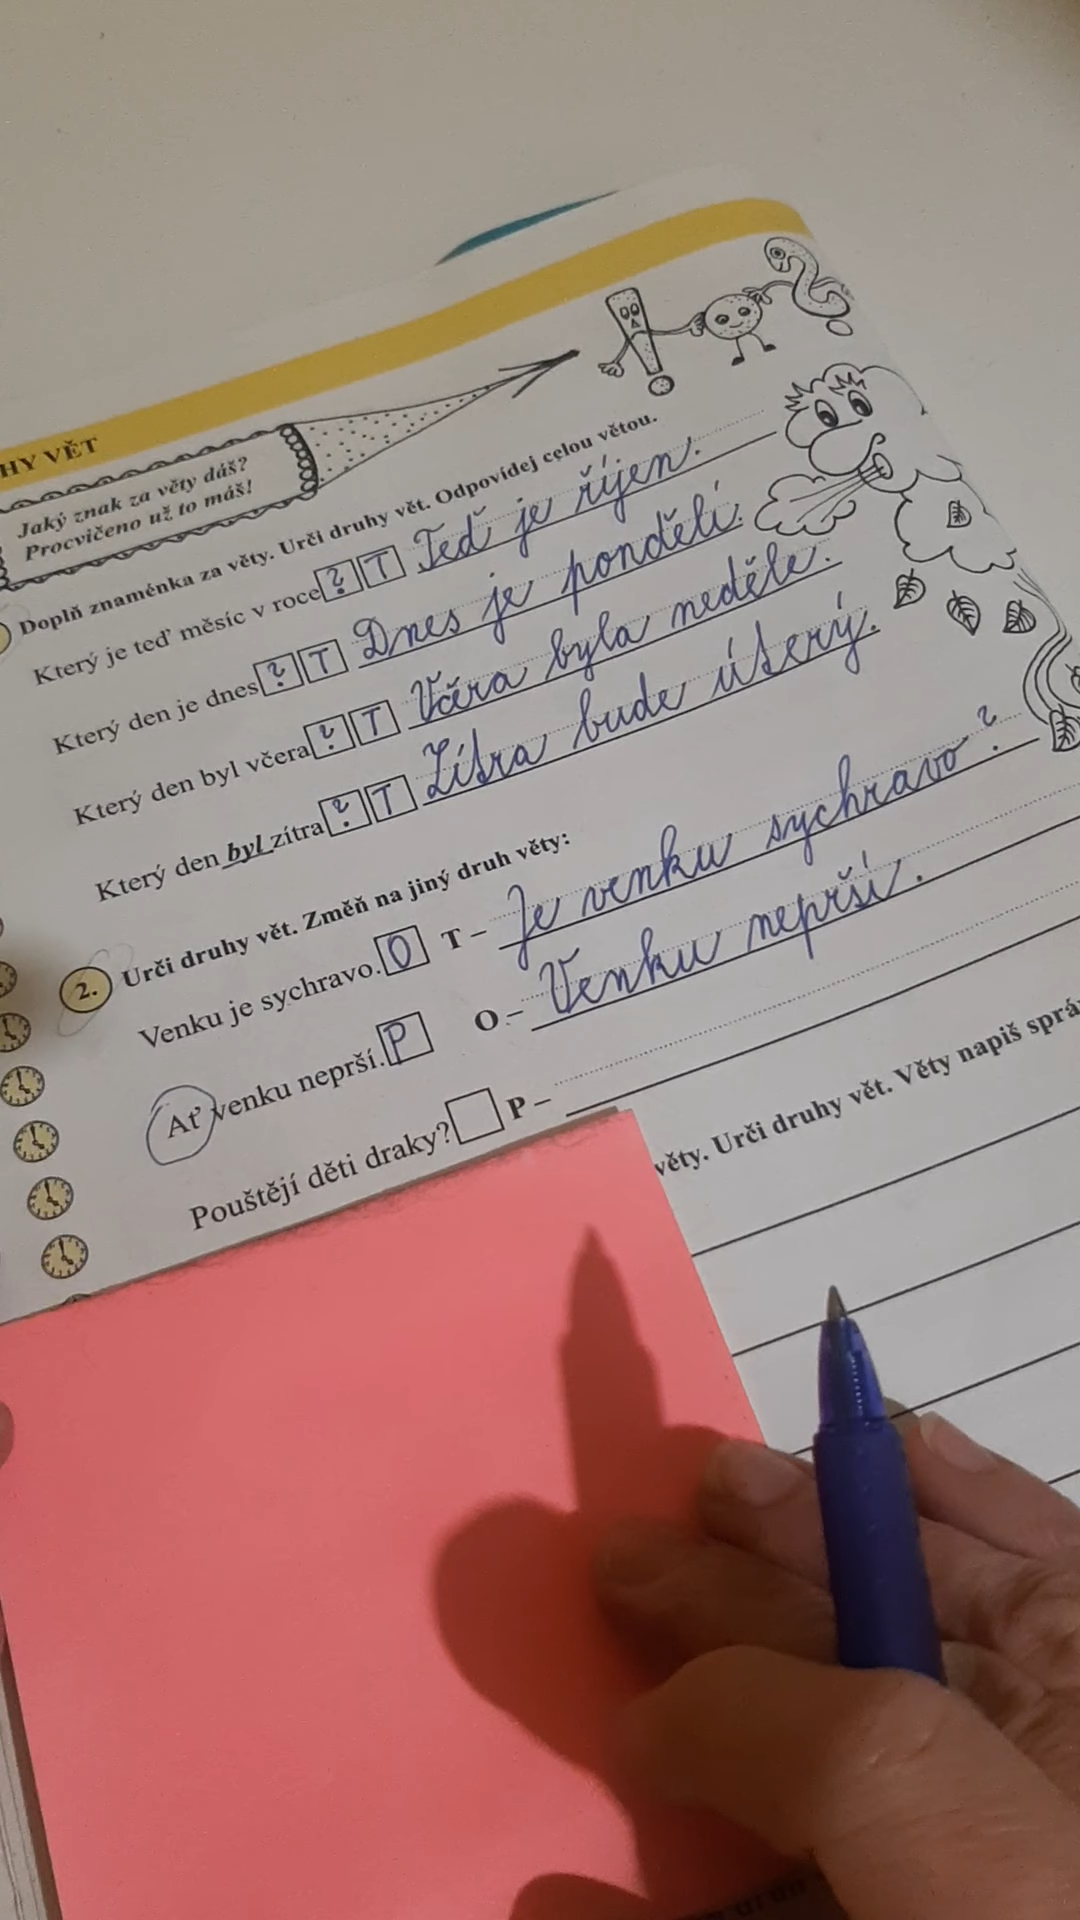 HY VĚT
Jaký znak za věty dáš?
Procvičeno už to máš!
Doplň znaménka za věty. Urči druhy vět. Odpovídej celou větou.
Který je teď měsíc v roce ? T Teď je říjen.
Který den je dnes ? T Dnes je pondělí.
Který den byl včera ? T Včera byla neděle.
Který den byl zítra ? T Zítra bude úterý.
2. Urči druhy vět. Změň na jiný druh věty:
Venku je sychravo. O T – Je venku sychravo?
Ať venku neprší. P O – Venku neprší.
Pouštějí děti draky? P –
věty. Urči druhy vět. Věty napiš sprá